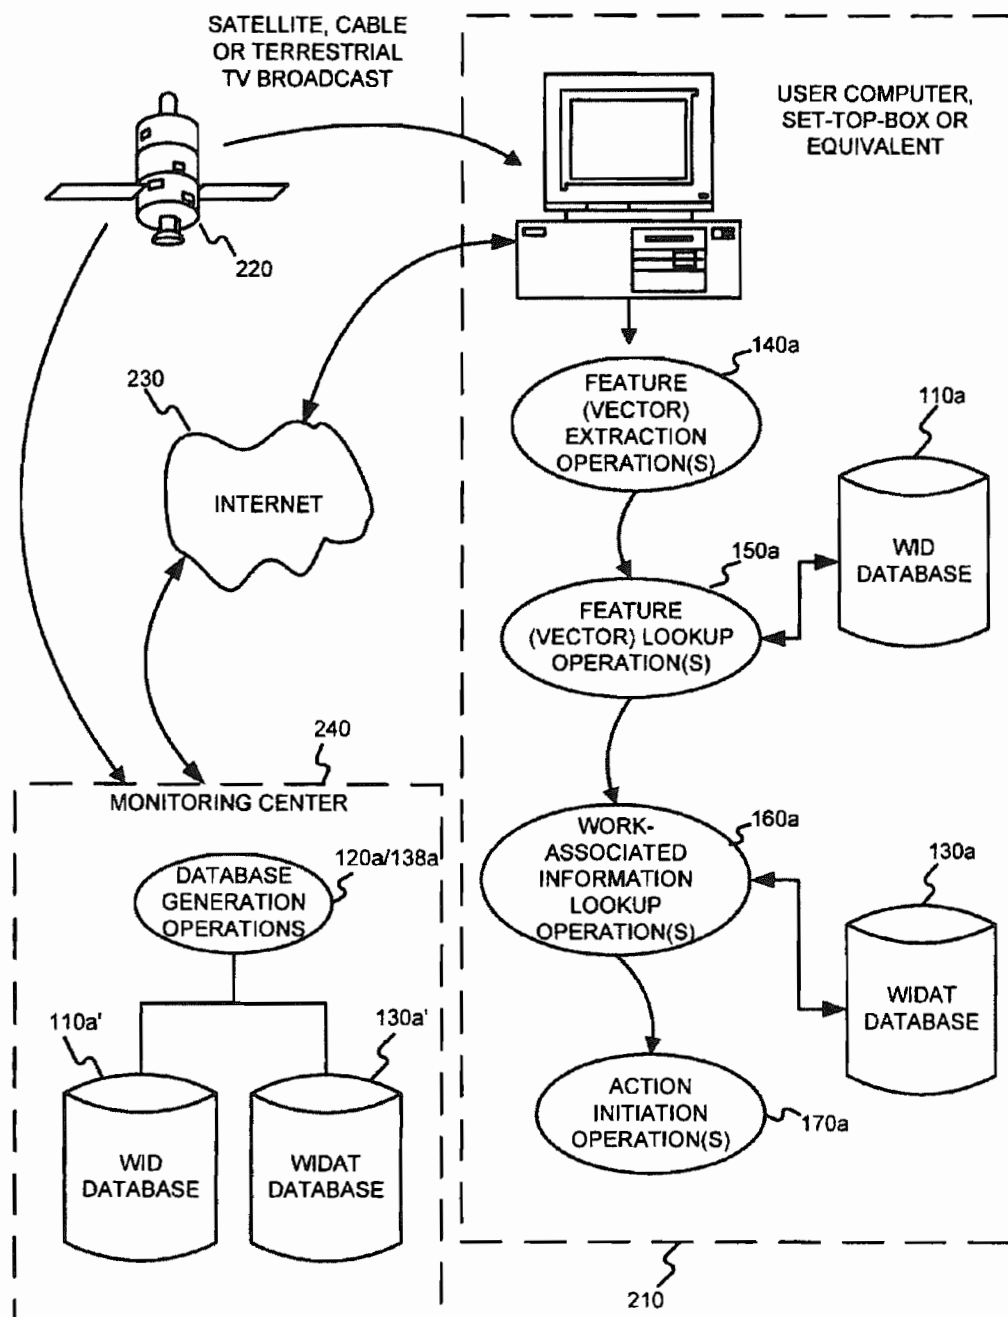 SATELLITE, CABLE
OR TERRESTRIAL
TV BROADCAST
USER COMPUTER,
SET-TOP-BOX OR
EQUIVALENT
220
140a
FEATURE
(VECTOR)
EXTRACTION
OPERATION(S)
230
INTERNET
110a
WID
DATABASE
150a
FEATURE
(VECTOR) LOOKUP
OPERATION(S)
240
MONITORING CENTER
120a/138a
DATABASE
GENERATION
OPERATIONS
160a
WORK-
ASSOCIATED
INFORMATION
LOOKUP
OPERATION(S)
130a
WIDAT
DATABASE
110a'
WID
DATABASE
130a'
WIDAT
DATABASE
ACTION
INITIATION
OPERATION(S)
170a
210